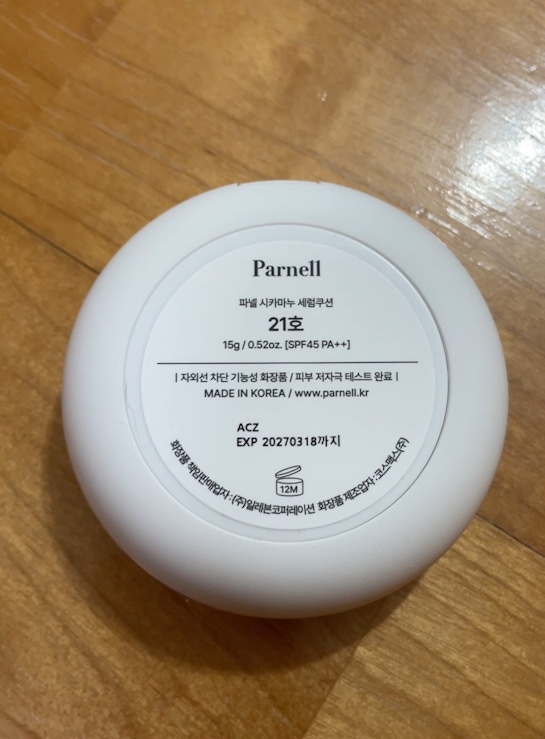 Parnell
파넬 시카마누 세럼쿠션
21호
15g / 0.52oz. [SPF45 PA++]
| 자외선 차단 기능성 화장품 / 피부 저자극 테스트 완료 |
MADE IN KOREA / www.parnell.kr
ACZ
EXP 20270318까지
12M
화장품 책임판매업자 : (주)일레븐코퍼레이션 화장품 제조업자 : 코스맥스(주)